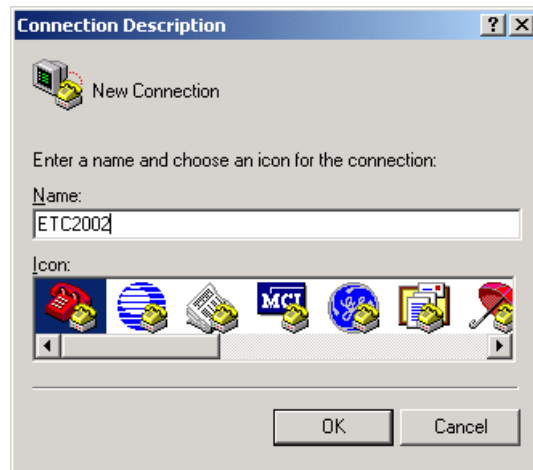 Connection Description
New Connection
Enter a name and choose an icon for the connection:
Name:
ETC2002
Icon:
MCI
OK Cancel